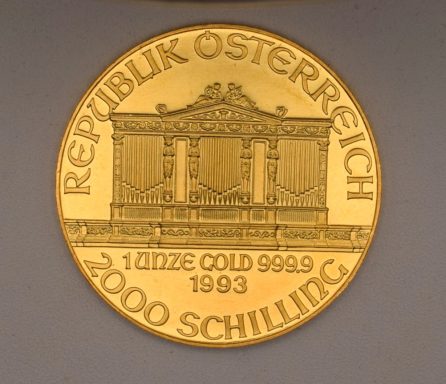 REPUBLIK ÖSTERREICH
1 UNZE GOLD 999.9
1993
2000 SCHILLING